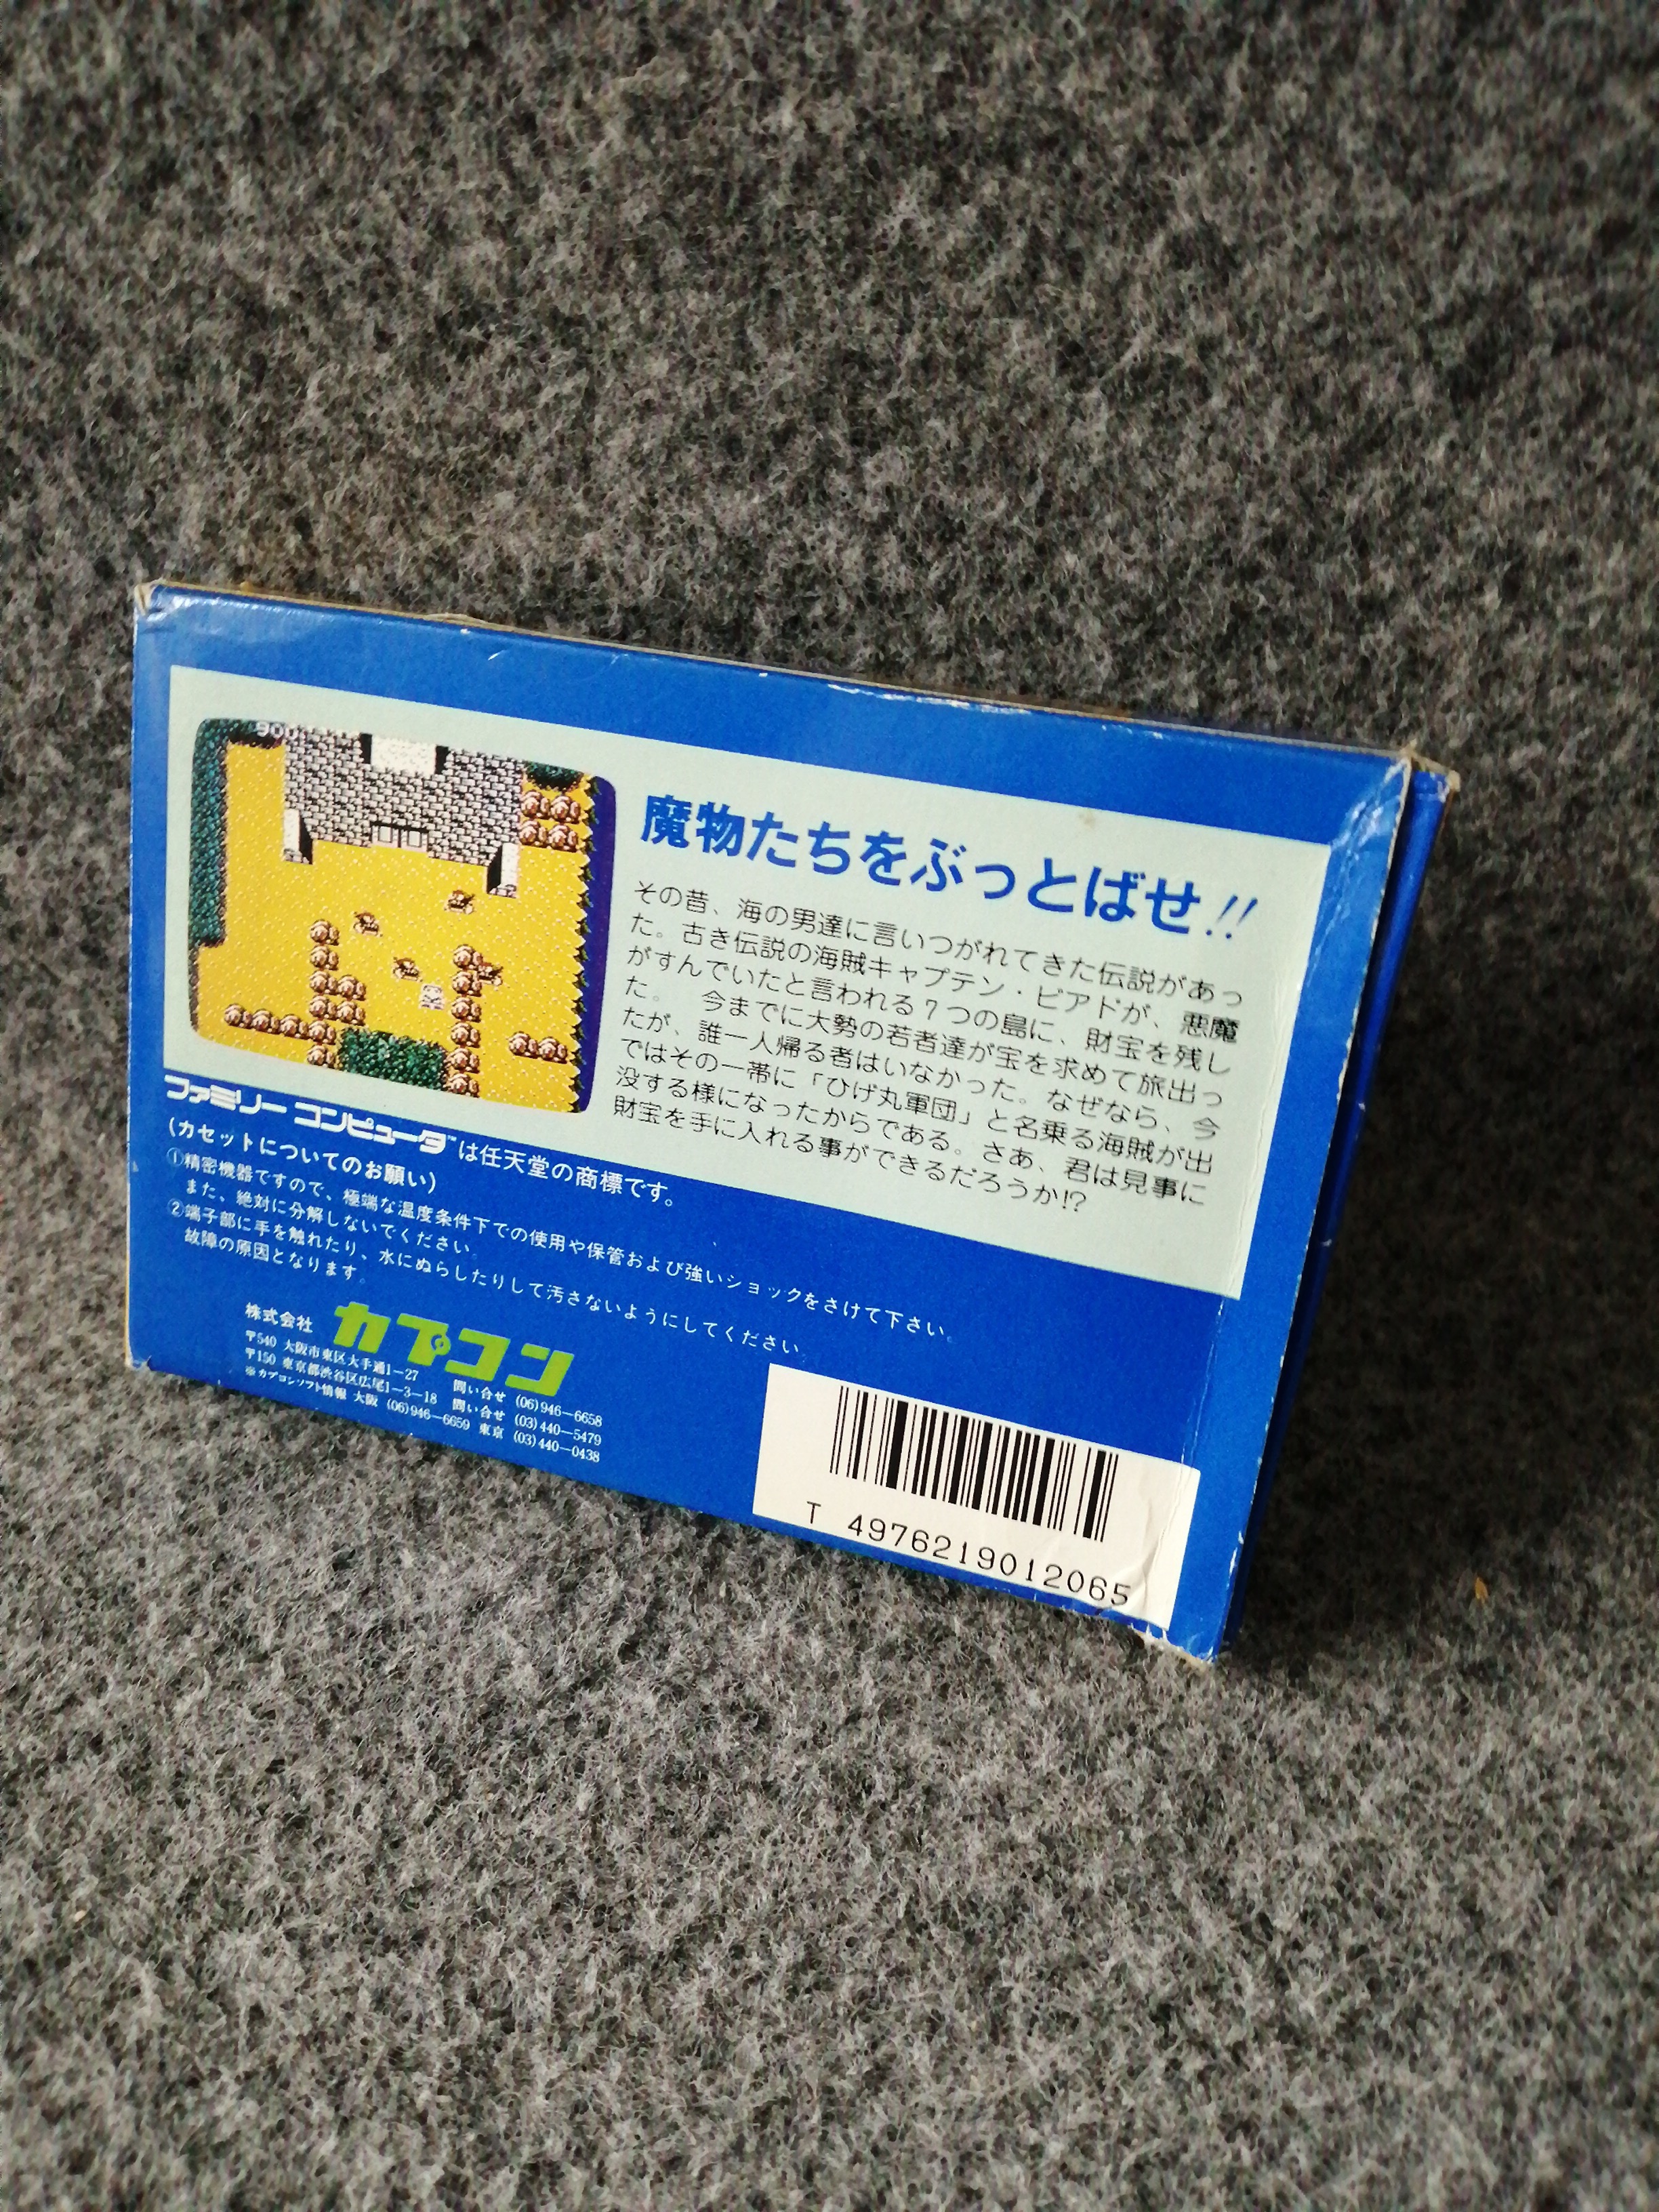 900
魔物たちをぶっとばせ!!
その昔、海の男達に言いつがれてきた伝説があっ
た。古き伝説の海賊キャプテン・ビアドが、悪魔
がすんでいたと言われる7つの島に、財宝を残し
た。 今までに大勢の若者達が宝を求めて旅出っ
たが、誰一人帰る者はいなかった。なぜなら、今
ではその一帯に「ひげ丸軍団」と名乗る海賊が出
没する様になったからである。さあ、君は見事に
財宝を手に入れる事ができるだろうか!?
ファミリーコンピュータ™は任天堂の商標です。
(カセットについてのお願い)
①精密機器ですので、極端な温度条件下での使用や保管および強いショックをさけて下さい。
また、絶対に分解しないでください。
②端子部に手を触れたり、水にぬらしたりして汚さないようにしてください。
故障の原因となります。
株式会社 カプコン
〒540 大阪市東区大手通1-27 問い合せ (06)946-6658
〒150 東京都渋谷区広尾1-3-18 問い合せ (03)440-5479
※カプコンソフト情報 大阪 (06)946-6659 東京 (03)440-0438
T 4976219012065